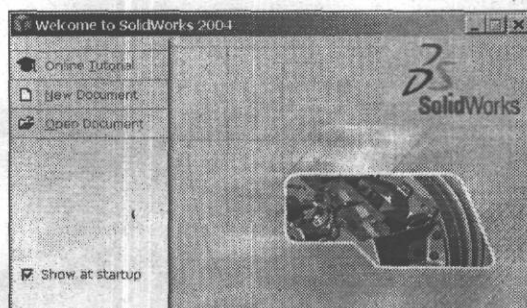 Welcome to SolidWorks 2004
Online Tutorial
New Document
Open Document
SolidWorks
Show at startup